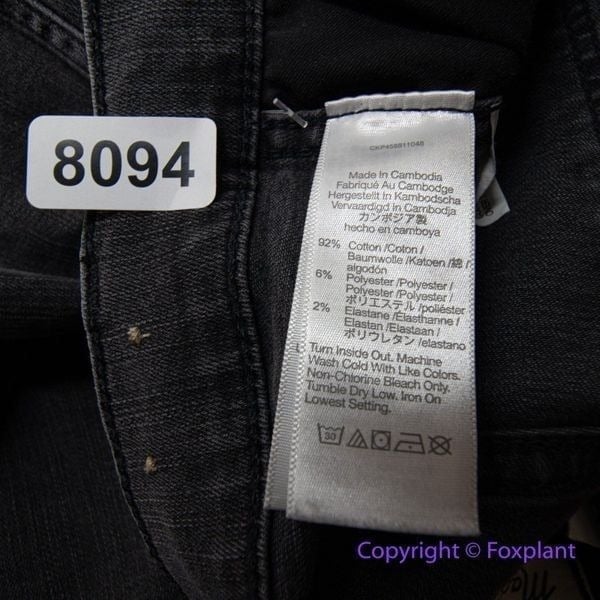 8094
CKP458811048
Made In Cambodia
Fabriqué Au Cambodge
Hergestellt In Kambodscha
Vervaardigd In Cambodja
カンボジア製
hecho en camboya
92% Cotton /Coton /
Baumwolle /Katoen /綿 /
algodón
6% Polyester/Polyester /
Polyester /Polyester /
ポリエステル /poliéster
2% Elastane /Élasthanne /
Elastan /Elastaan /
ポリウレタン /elastano
Turn Inside Out. Machine
Wash Cold With Like Colors.
Non-Chlorine Bleach Only.
Tumble Dry Low. Iron On
Lowest Setting.
30
Copyright © Foxplant